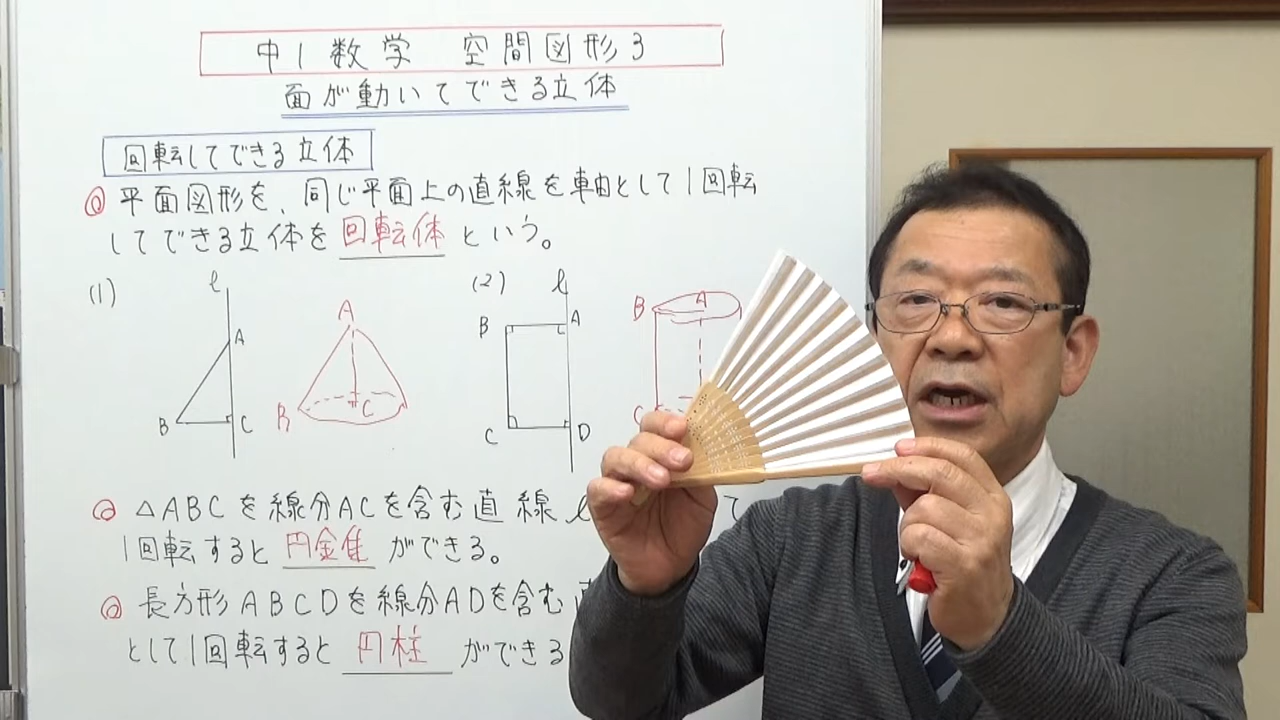 中1数学 空間図形3
面が動いてできる立体
回転してできる立体
◎ 平面図形を、同じ平面上の直線を軸として1回転
してできる立体を 回転体 という。
(1) ℓ A B C A B C
(2) ℓ B A C D B A C
◎ △ABCを線分ACを含む直線ℓ て
1回転すると 円錐 ができる。
◎ 長方形ABCDを線分ADを含む
として1回転すると 円柱 ができる